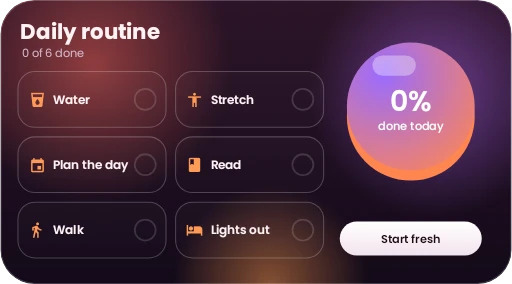 Daily routine
0 of 6 done
Water
Stretch
Plan the day
Read
Walk
Lights out
0%
done today
Start fresh